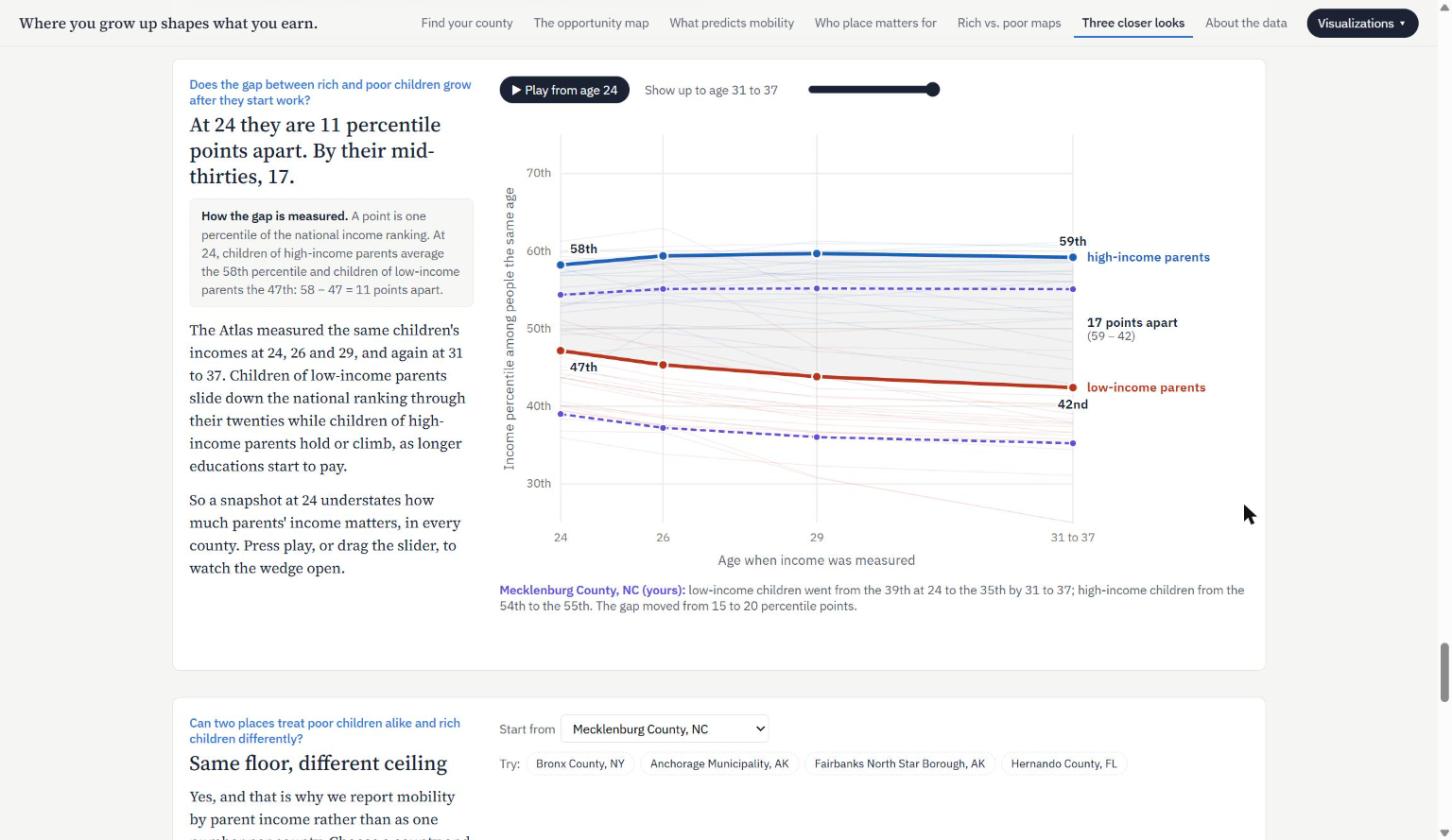 Where you grow up shapes what you earn.
Find your county
The opportunity map
What predicts mobility
Who place matters for
Rich vs. poor maps
Three closer looks
About the data
Visualizations ▾
Does the gap between rich and poor children grow
after they start work?
At 24 they are 11 percentile
points apart. By their mid-
thirties, 17.
How the gap is measured. A point is one
percentile of the national income ranking. At
24, children of high-income parents average
the 58th percentile and children of low-income
parents the 47th: 58 − 47 = 11 points apart.
The Atlas measured the same children's
incomes at 24, 26 and 29, and again at 31
to 37. Children of low-income parents
slide down the national ranking through
their twenties while children of high-
income parents hold or climb, as longer
educations start to pay.
So a snapshot at 24 understates how
much parents' income matters, in every
county. Press play, or drag the slider, to
watch the wedge open.
▶ Play from age 24
Show up to age 31 to 37
Income percentile among people the same age
70th
60th
50th
40th
30th
58th
47th
59th
high-income parents
17 points apart
(59 − 42)
low-income parents
42nd
24
26
29
31 to 37
Age when income was measured
Mecklenburg County, NC (yours): low-income children went from the 39th at 24 to the 35th by 31 to 37; high-income children from the
54th to the 55th. The gap moved from 15 to 20 percentile points.
Can two places treat poor children alike and rich
children differently?
Same floor, different ceiling
Yes, and that is why we report mobility
by parent income rather than as one
Start from
Mecklenburg County, NC
Try:
Bronx County, NY
Anchorage Municipality, AK
Fairbanks North Star Borough, AK
Hernando County, FL